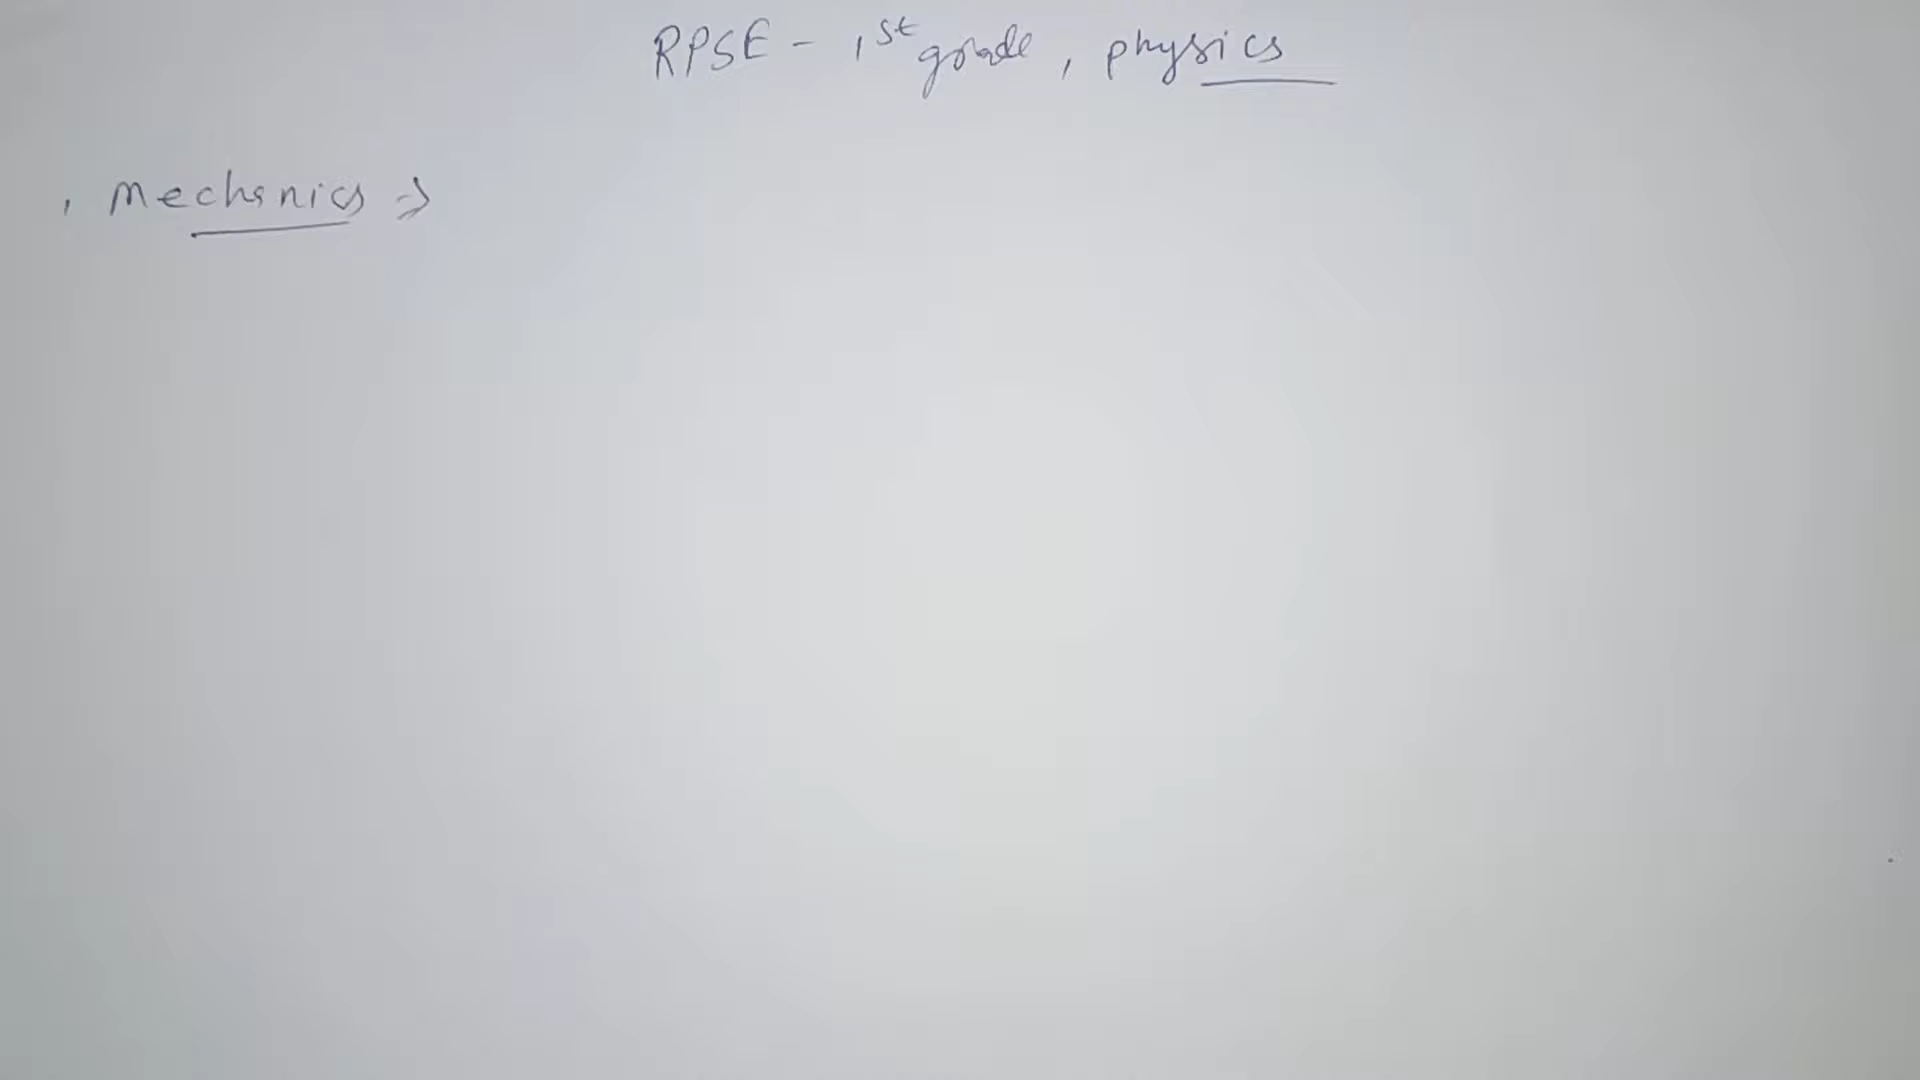 RPSE - 1st grade, physics
, Mechanics ⇒